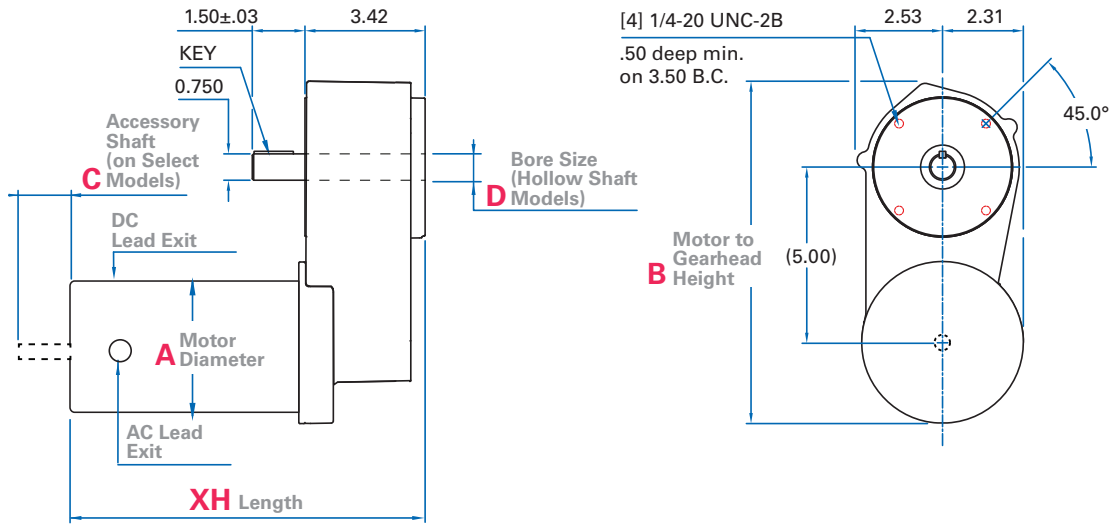 1.50±.03
3.42
KEY
0.750
Accessory
Shaft
(on Select
C Models)
DC
Lead Exit
A Motor
Diameter
AC Lead
Exit
XH Length
Bore Size
(Hollow Shaft
D Models)
[4] 1/4-20 UNC-2B
.50 deep min.
on 3.50 B.C.
2.53
2.31
45.0°
Motor to
Gearhead
B Height
(5.00)